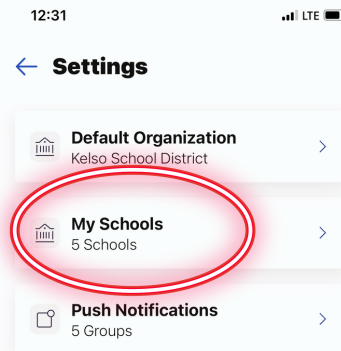 12:31 LTE
Settings
Default Organization
Kelso School District
My Schools
5 Schools
Push Notifications
5 Groups